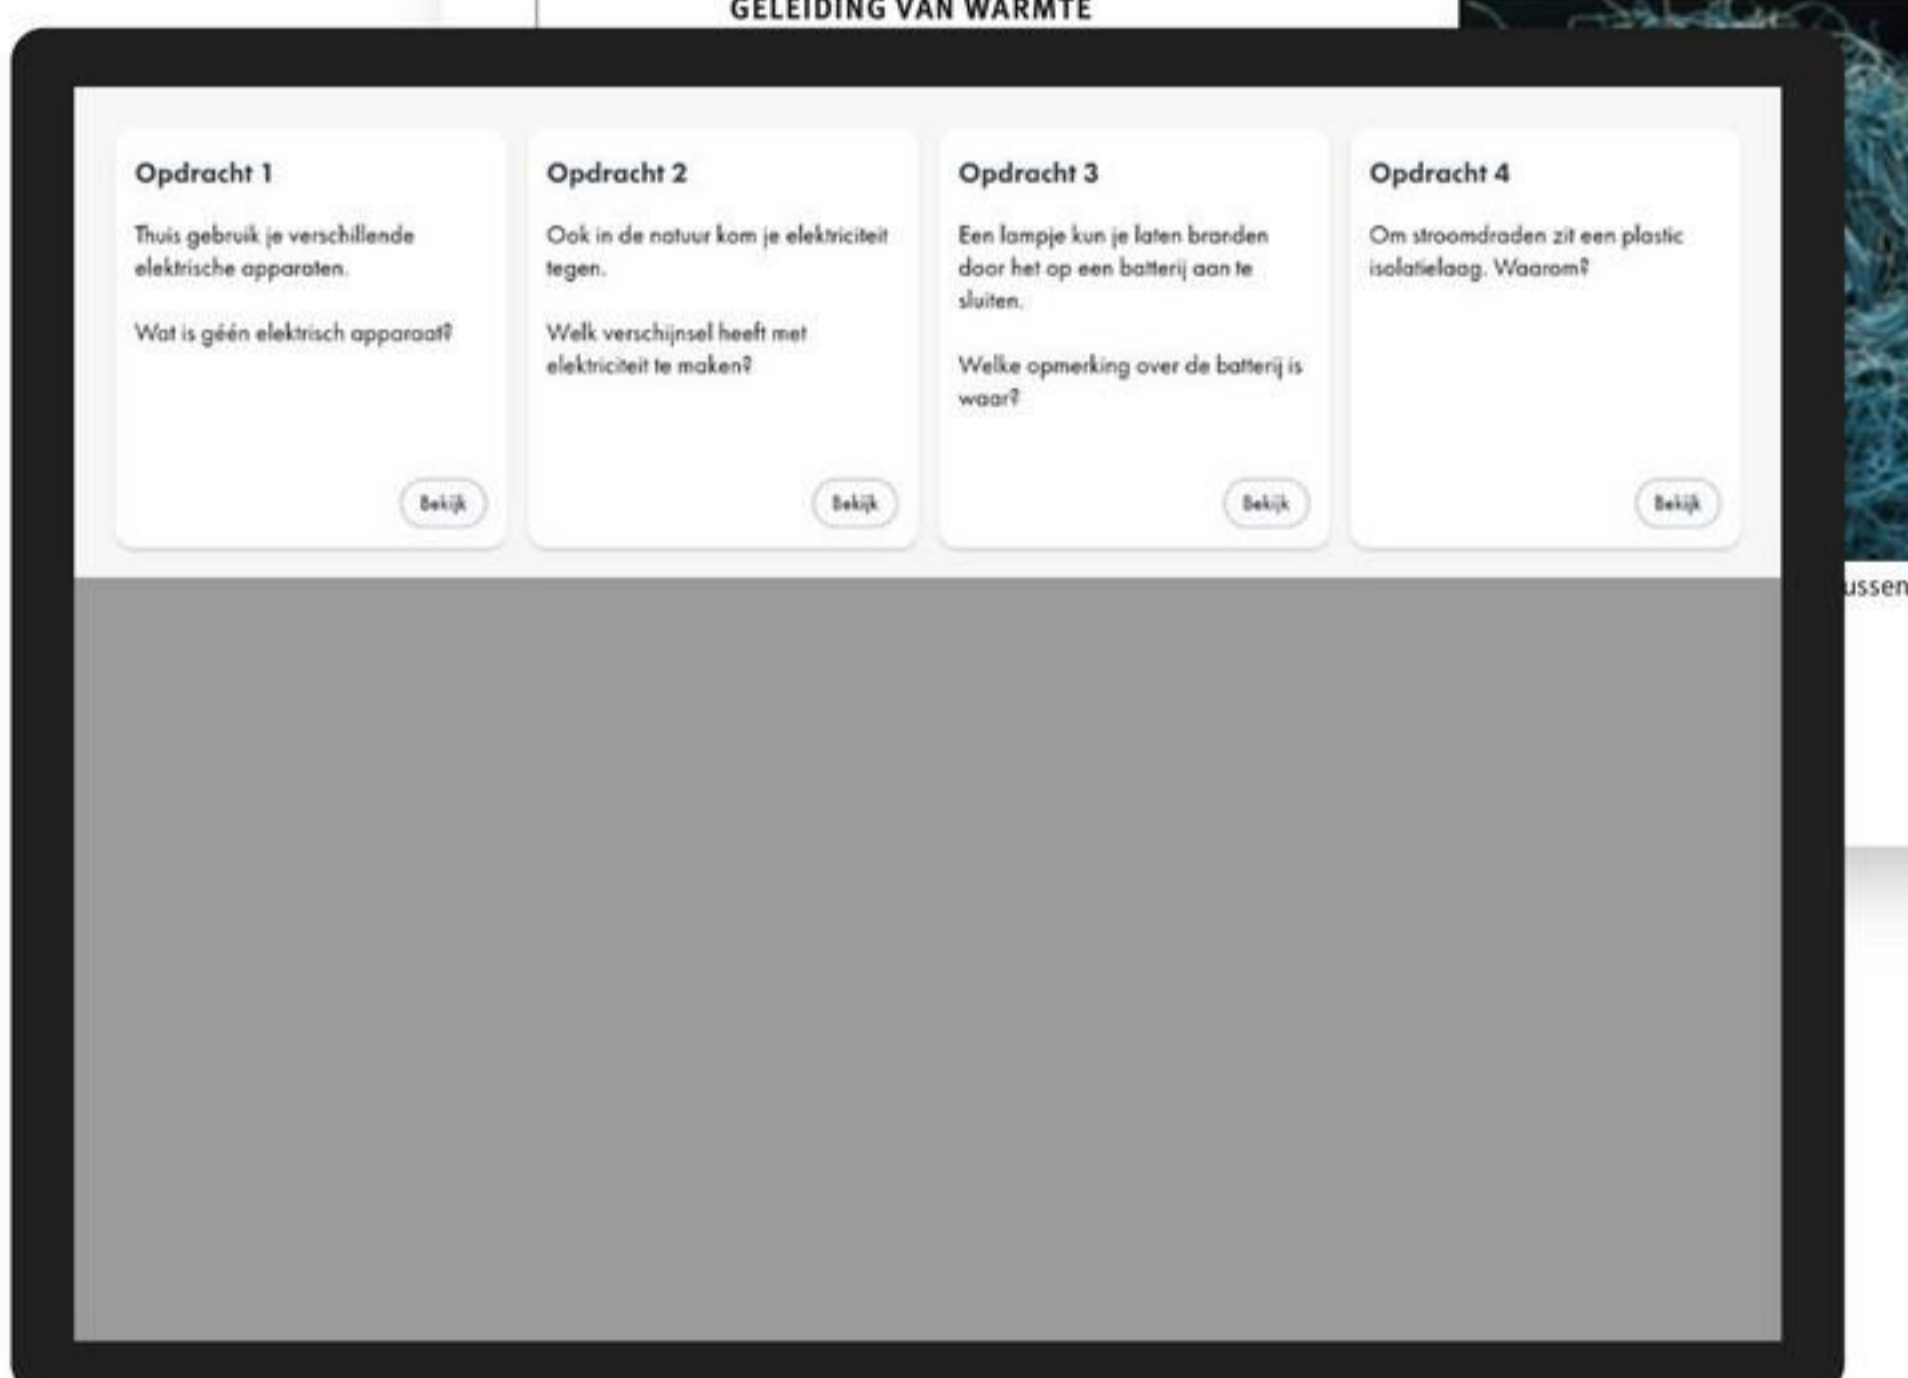 GELEIDING VAN WARMTE
Opdracht 1
Thuis gebruik je verschillende
elektrische apparaten.
Wat is géén elektrisch apparaat?
Bekijk
Opdracht 2
Ook in de natuur kom je elektriciteit
tegen.
Welk verschijnsel heeft met
elektriciteit te maken?
Bekijk
Opdracht 3
Een lampje kun je laten branden
door het op een batterij aan te
sluiten.
Welke opmerking over de batterij is
waar?
Bekijk
Opdracht 4
Om stroomdraden zit een plastic
isolatielaag. Waarom?
Bekijk
ussen